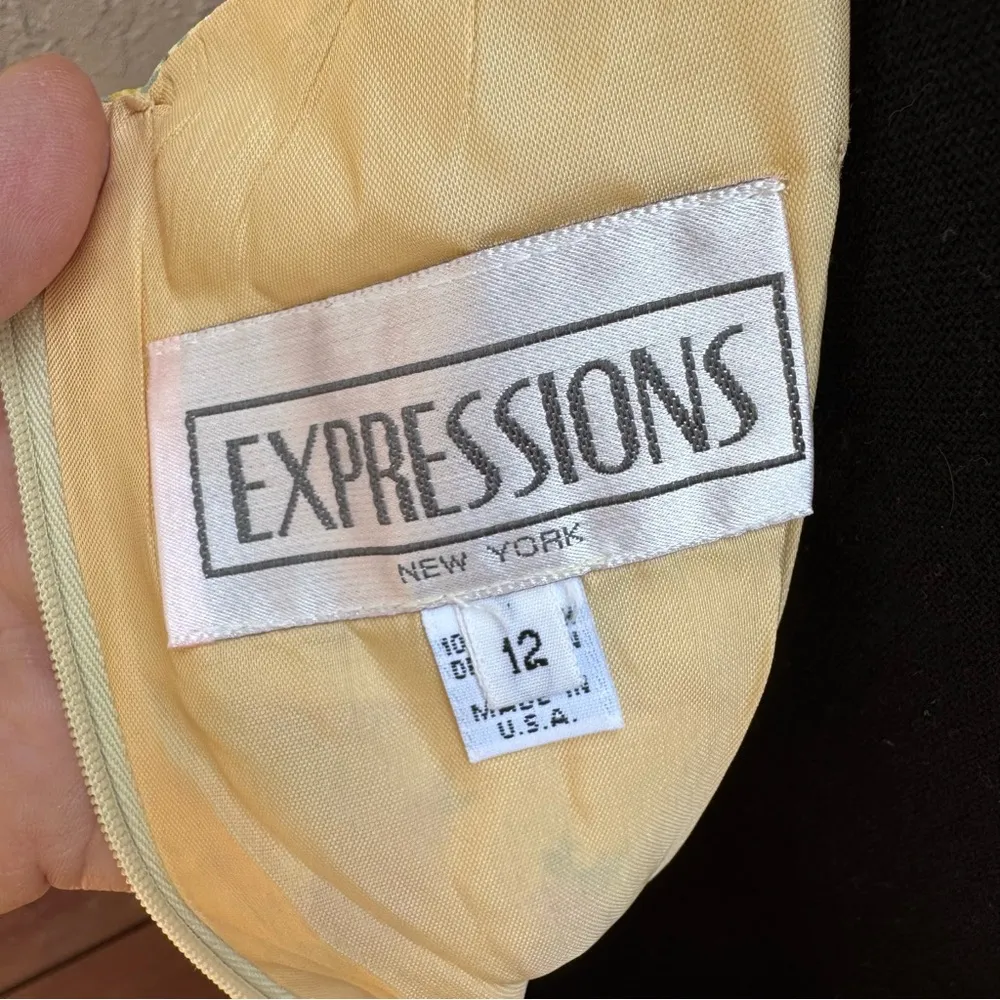 EXPRESSIONS
NEW YORK
12
MADE IN
U.S.A.